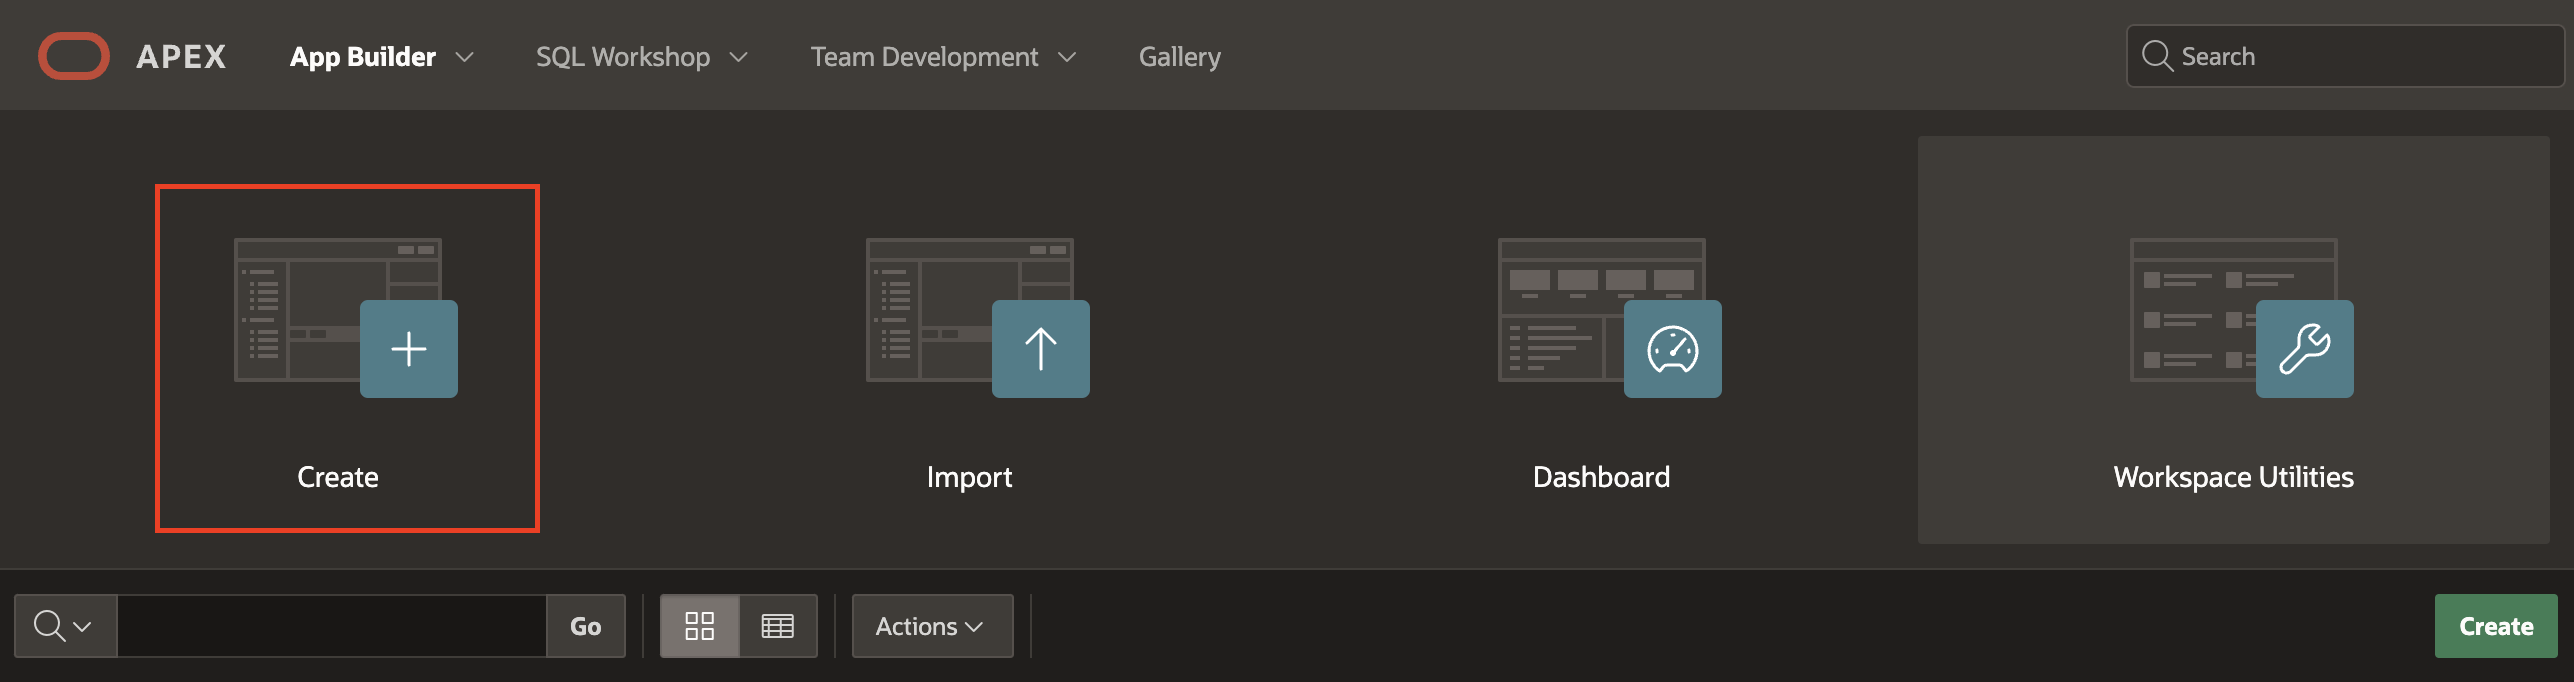 APEX App Builder SQL Workshop Team Development Gallery Search
Create Import Dashboard Workspace Utilities
Go Actions Create